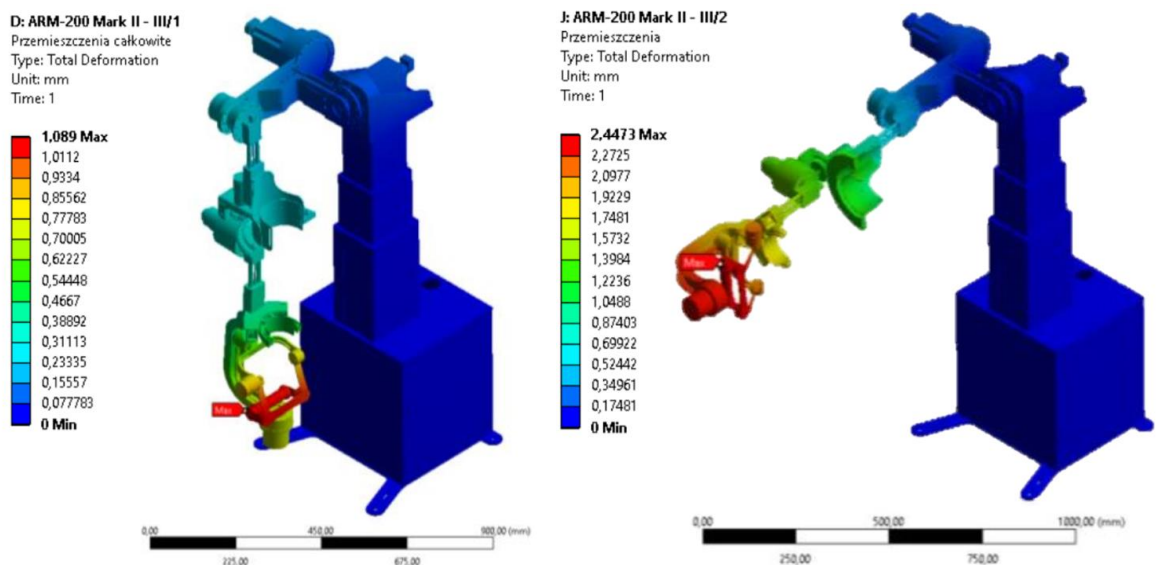 D: ARM-200 Mark II - III/1
Przemieszczenia całkowite
Type: Total Deformation
Unit: mm
Time: 1
1,089 Max
1,0112
0,9334
0,85562
0,77783
0,70005
0,62227
0,54448
0,4667
0,38892
0,31113
0,23335
0,15557
0,077783
0 Min
Max
0,00
450,00
900,00 (mm)
225,00
675,00
J: ARM-200 Mark II - III/2
Przemieszczenia
Type: Total Deformation
Unit: mm
Time: 1
2,4473 Max
2,2725
2,0977
1,9229
1,7481
1,5732
1,3984
1,2236
1,0488
0,87403
0,69922
0,52442
0,34961
0,17481
0 Min
Max
0,00
500,00
1000,00 (mm)
250,00
750,00